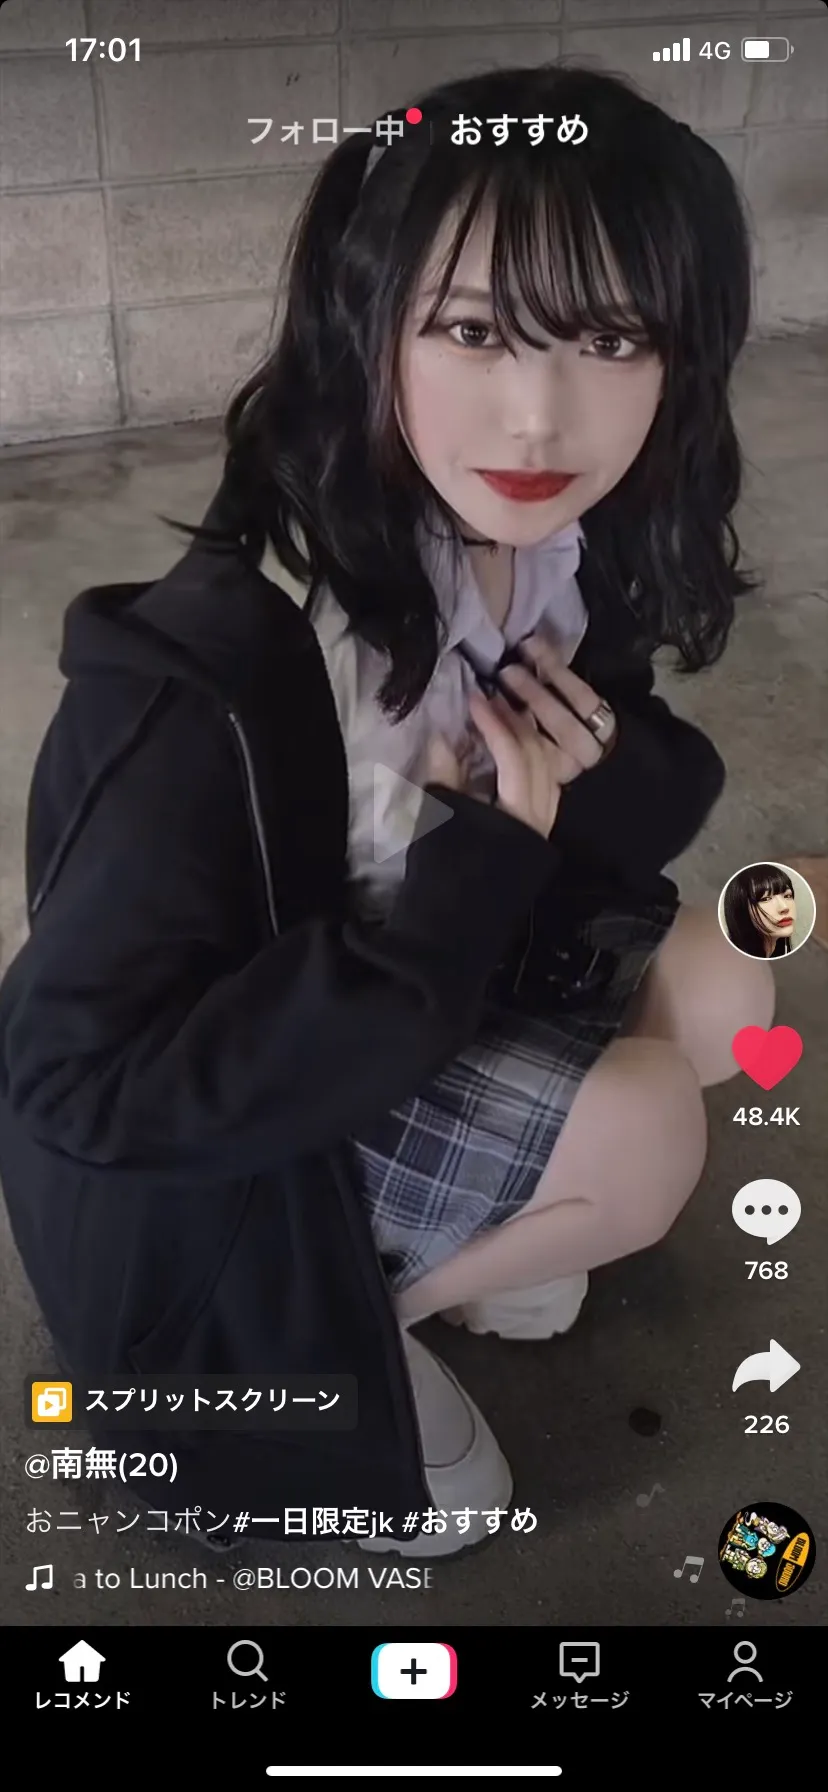 17:01
4G
フォロー中
おすすめ
48.4K
768
226
スプリットスクリーン
@南無(20)
おニャンコポン#一日限定jk #おすすめ
a to Lunch - @BLOOM VASE
レコメンド
トレンド
メッセージ
マイページ